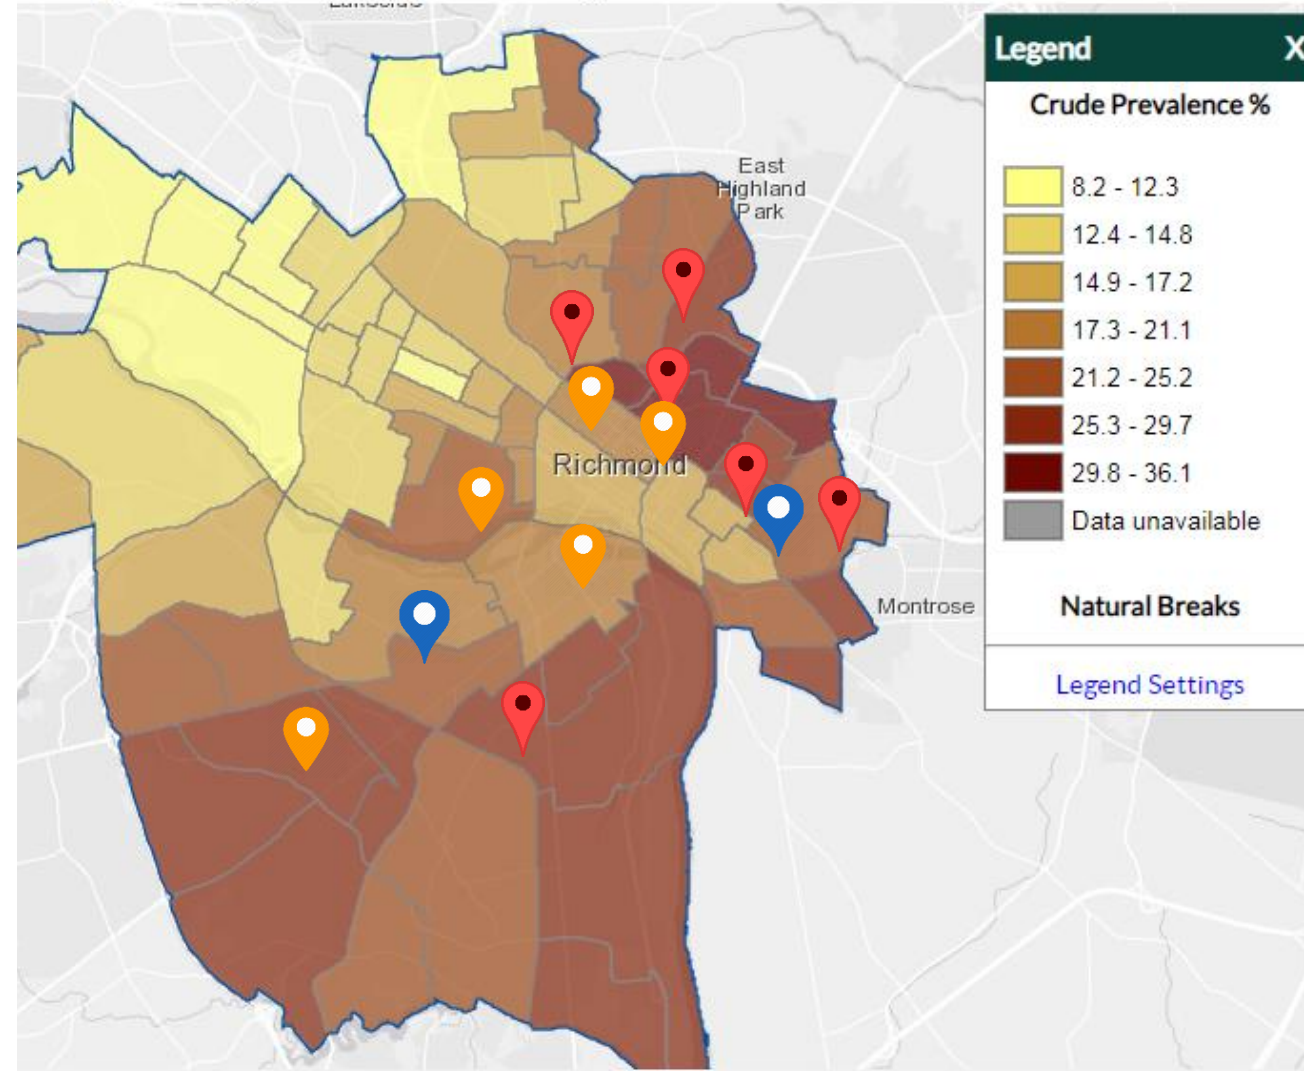 Lakeside
East
Highland
Park
Richmond
Montrose
Legend X
Crude Prevalence %
8.2 - 12.3
12.4 - 14.8
14.9 - 17.2
17.3 - 21.1
21.2 - 25.2
25.3 - 29.7
29.8 - 36.1
Data unavailable
Natural Breaks
Legend Settings